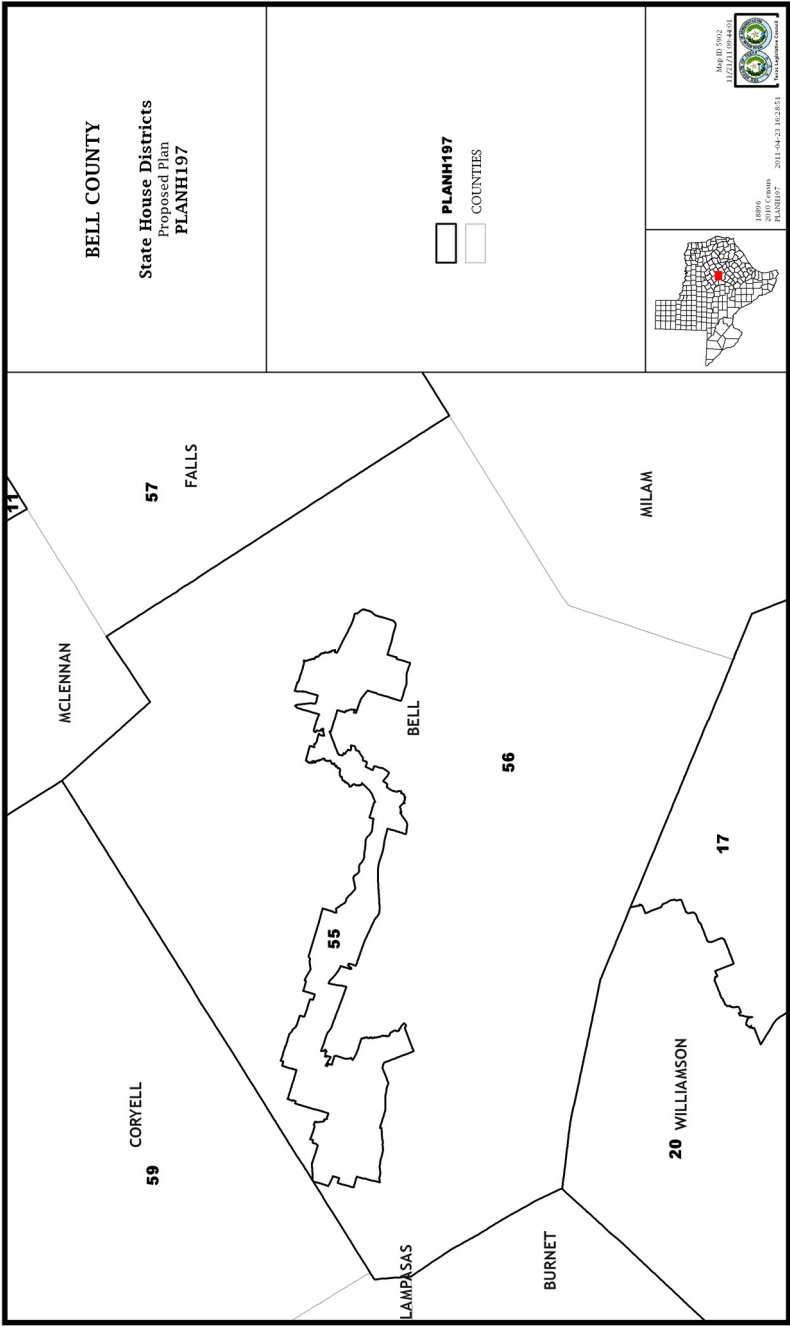 BELL COUNTY
State House Districts
Proposed Plan
PLANH197
PLANH197
COUNTIES
Map ID 5902
11/21/11 09:44:01
Texas Legislative Council
18896
2010 Census
PLANH197
2011-04-23 16:28:51
11
MCLENNAN
57
FALLS
CORYELL
59
55
BELL
56
MILAM
LAMPASAS
BURNET
20
WILLIAMSON
17